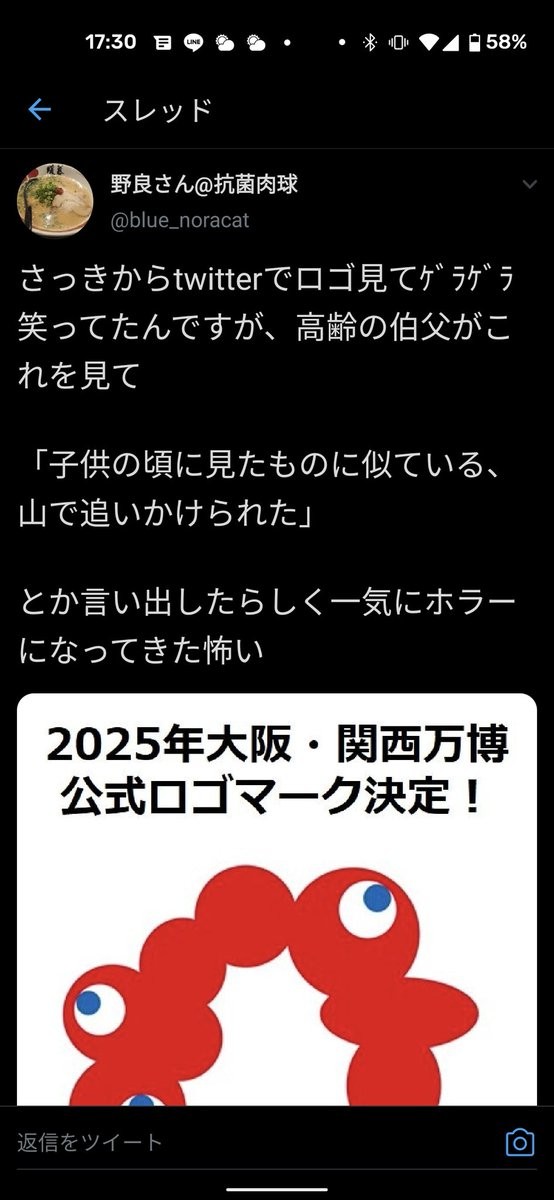 17:30 LINE 58%
スレッド
野良さん@抗菌肉球
@blue_noracat
さっきからtwitterでロゴ見てｹﾞﾗｹﾞﾗ
笑ってたんですが、高齢の伯父がこ
れを見て
「子供の頃に見たものに似ている、
山で追いかけられた」
とか言い出したらしく一気にホラー
になってきた怖い
2025年大阪・関西万博
公式ロゴマーク決定！
返信をツイート